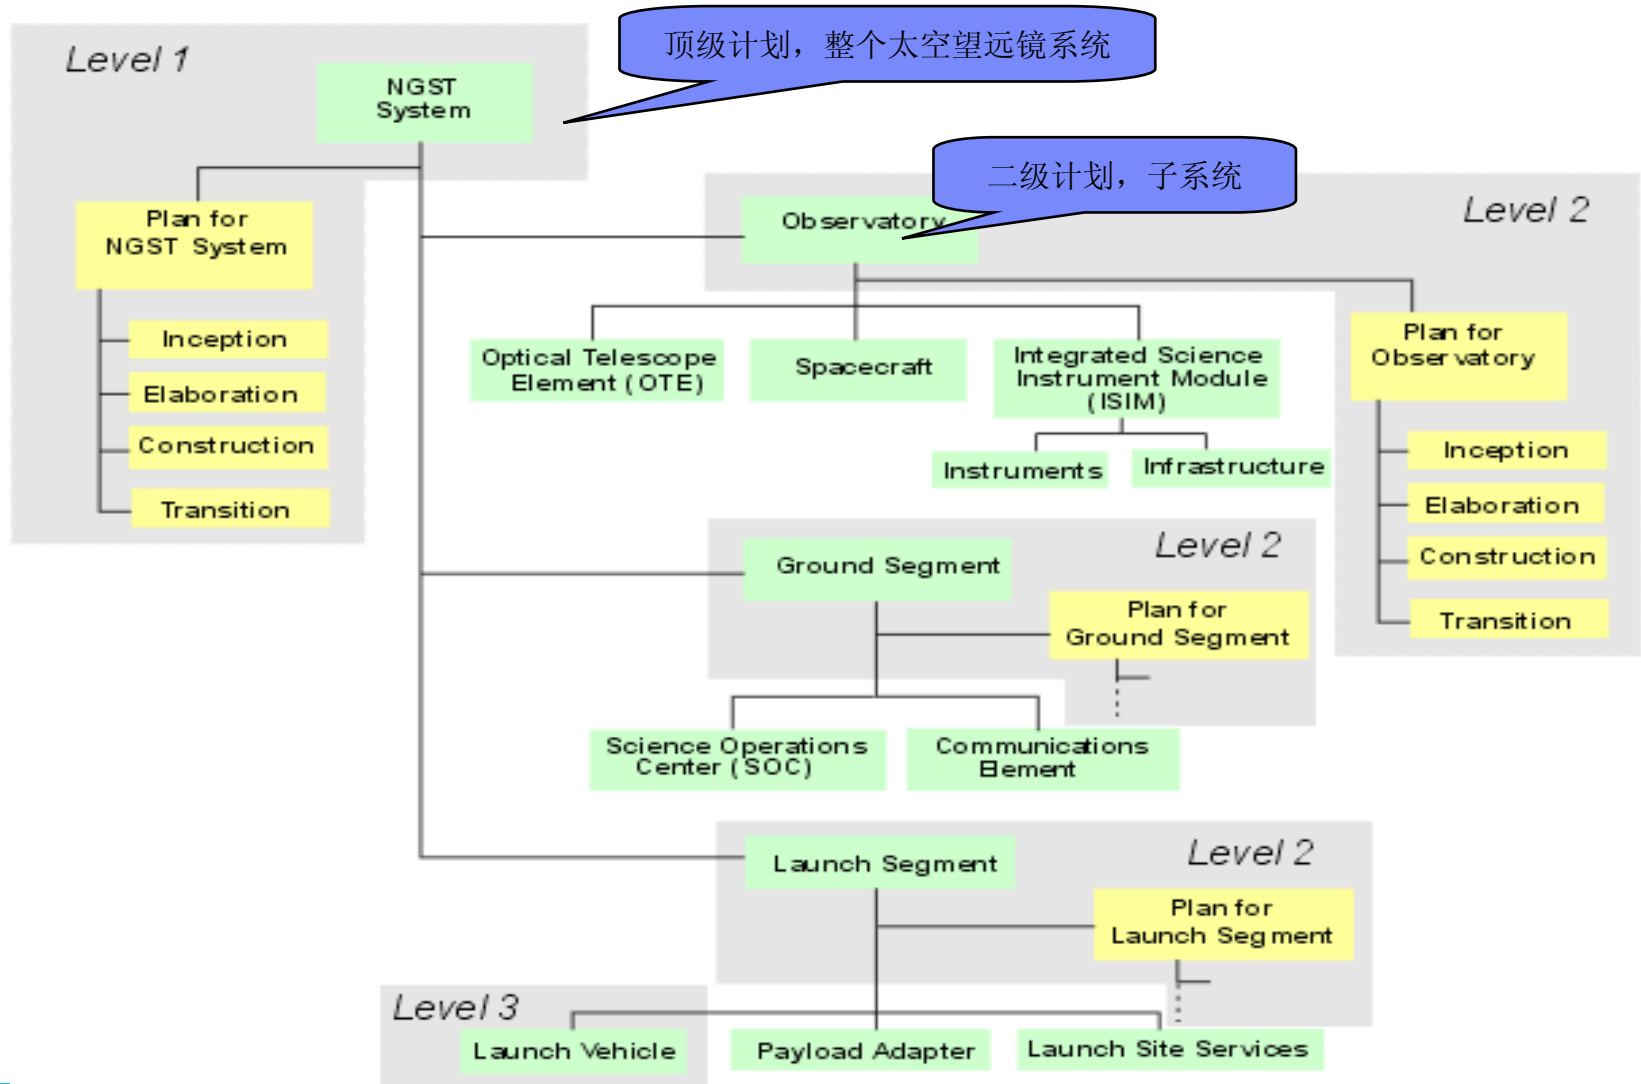 Level 1
顶级计划，整个太空望远镜系统
NGST
System
二级计划，子系统
Level 2
Observatory
Plan for
NGST System
Inception
Elaboration
Construction
Transition
Optical Telescope
Element (OTE)
Spacecraft
Integrated Science
Instrument Module
(ISIM)
Instruments
Infrastructure
Plan for
Observatory
Inception
Elaboration
Construction
Transition
Level 2
Ground Segment
Plan for
Ground Segment
Science Operations
Center (SOC)
Communications
Element
Level 2
Launch Segment
Plan for
Launch Segment
Level 3
Launch Vehicle
Payload Adapter
Launch Site Services